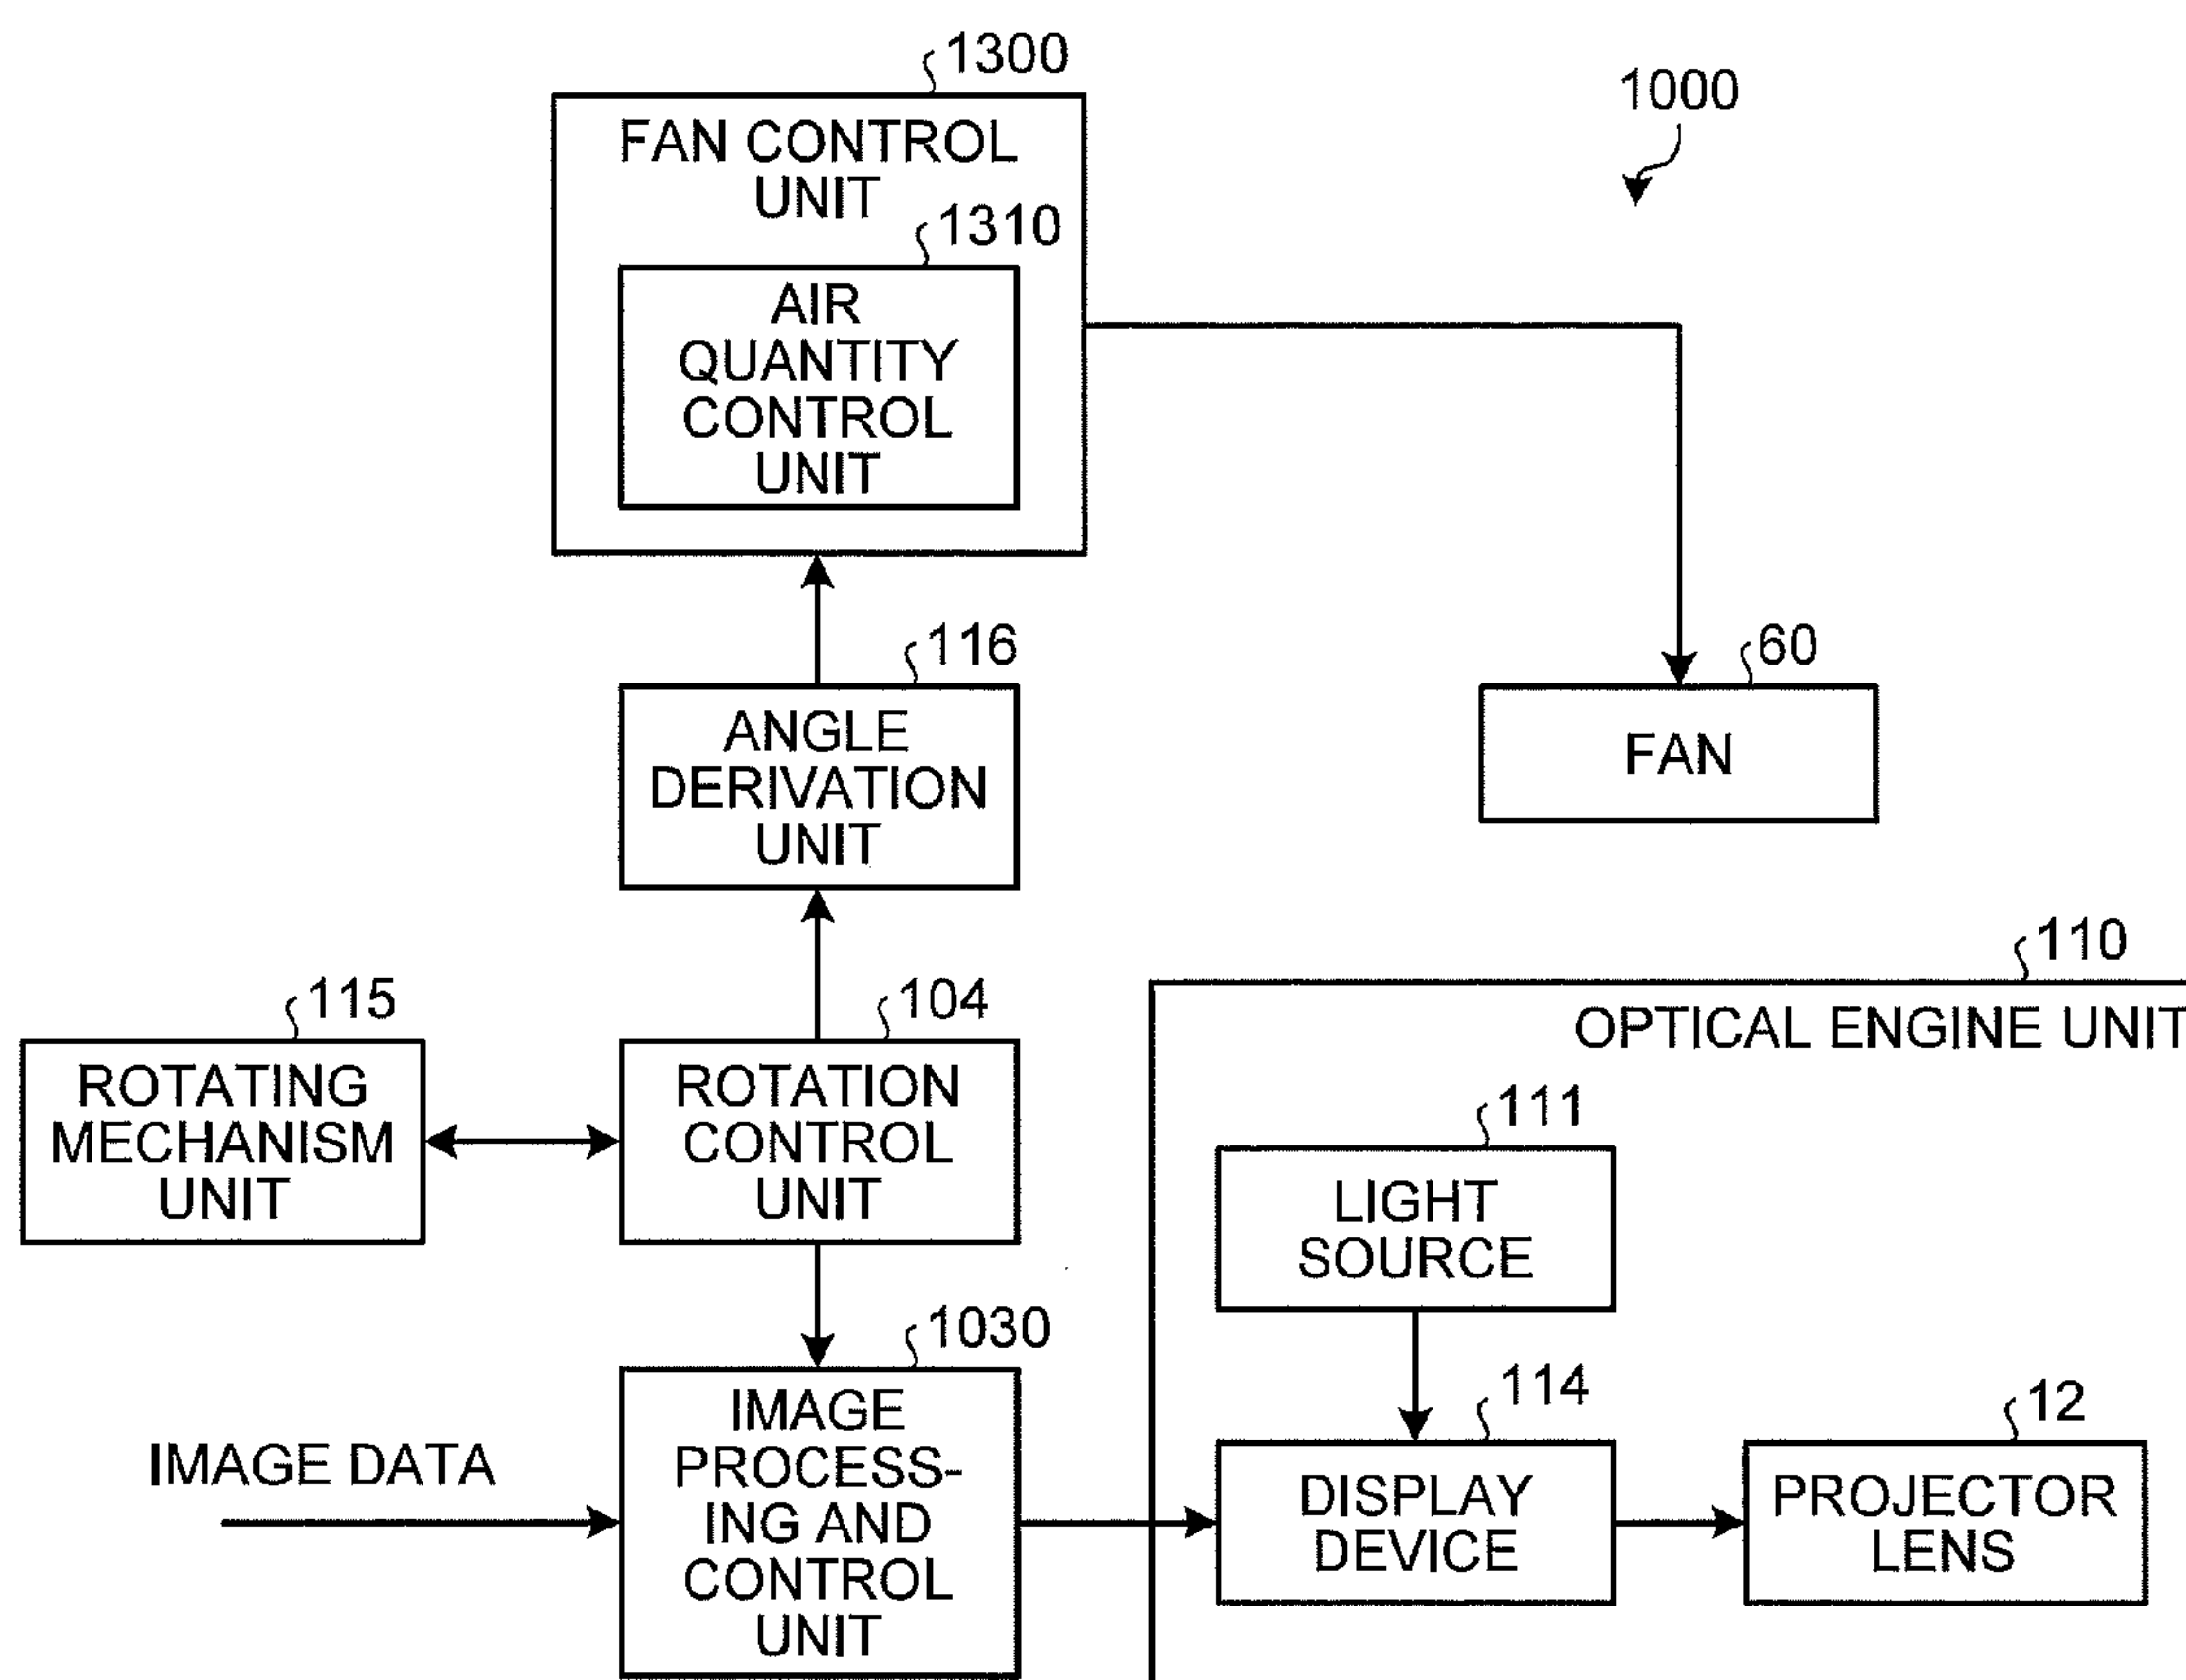 1300
1000
FAN CONTROL
UNIT
1310
AIR
QUANTITY
CONTROL
UNIT
116
60
ANGLE
DERIVATION
UNIT
FAN
110
OPTICAL ENGINE UNIT
115
104
ROTATING
MECHANISM
UNIT
ROTATION
CONTROL
UNIT
111
LIGHT
SOURCE
1030
IMAGE DATA
IMAGE
PROCESS-
ING AND
CONTROL
UNIT
114
DISPLAY
DEVICE
12
PROJECTOR
LENS